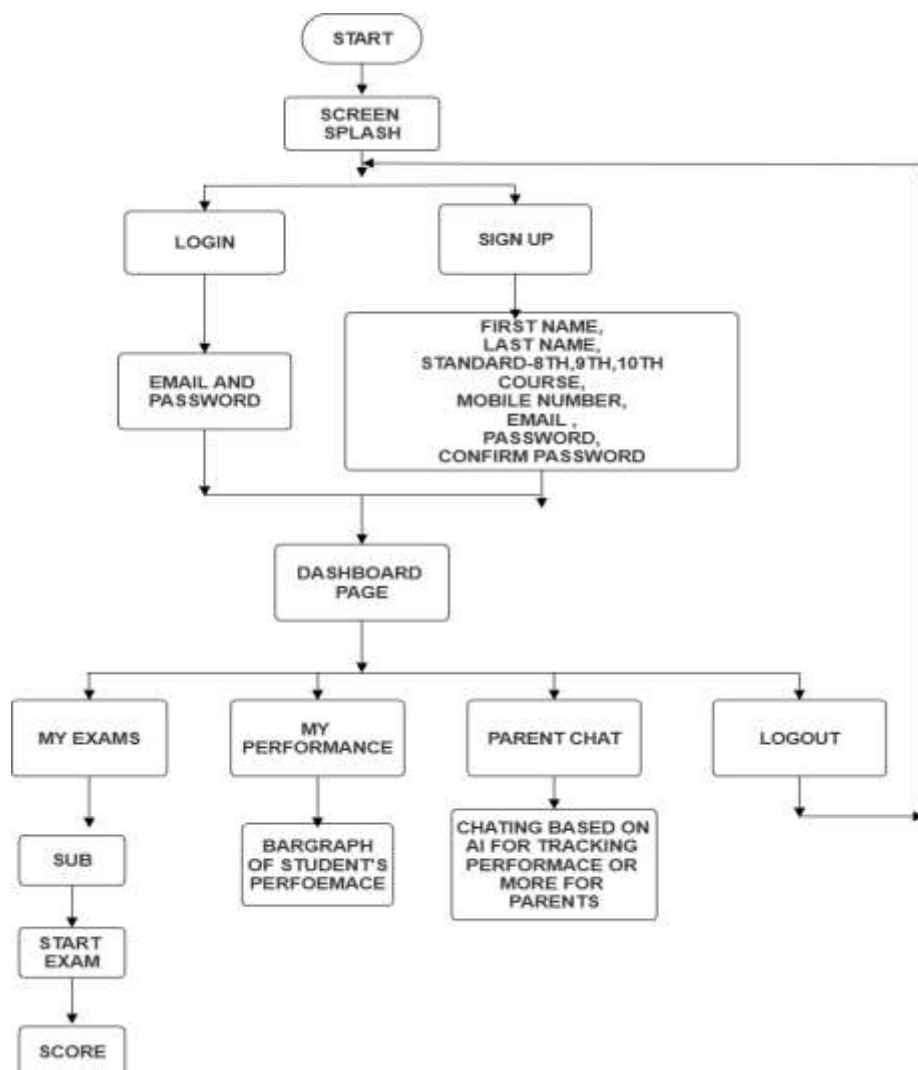 START
SCREEN
SPLASH
LOGIN
SIGN UP
EMAIL AND
PASSWORD
FIRST NAME,
LAST NAME,
STANDARD-8TH,9TH,10TH
COURSE,
MOBILE NUMBER,
EMAIL ,
PASSWORD,
CONFIRM PASSWORD
DASHBOARD
PAGE
MY EXAMS
MY
PERFORMANCE
PARENT CHAT
LOGOUT
SUB
BARGRAPH
OF STUDENT'S
PERFOEMACE
CHATING BASED ON
AI FOR TRACKING
PERFORMACE OR
MORE FOR
PARENTS
START
EXAM
SCORE